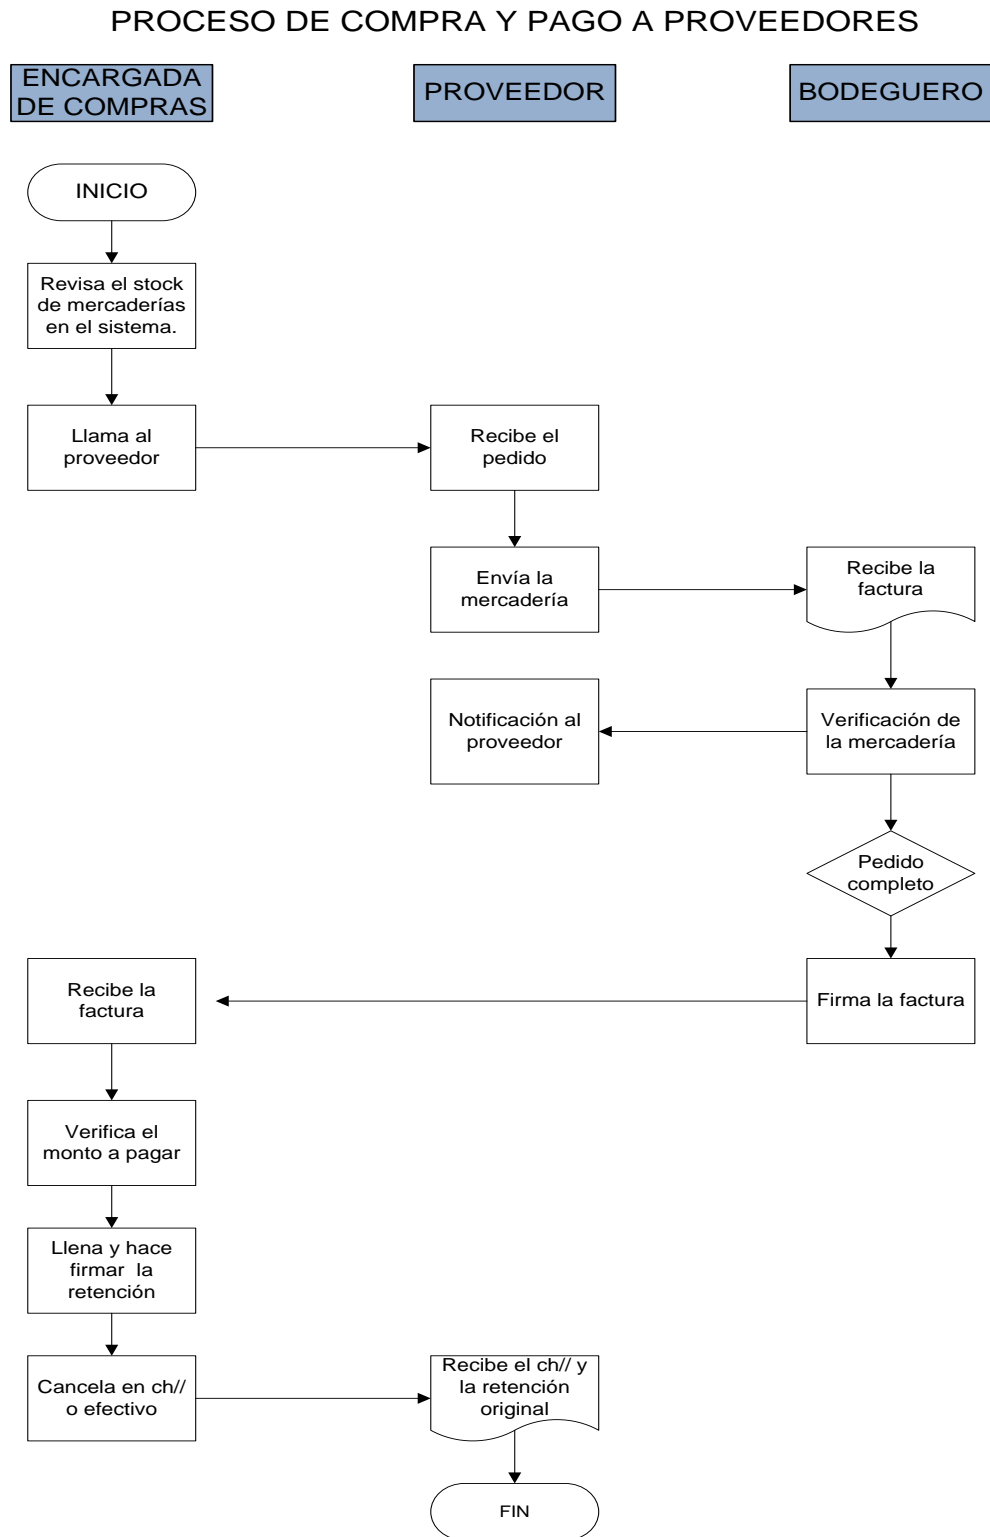 PROCESO DE COMPRA Y PAGO A PROVEEDORES
ENCARGADA
DE COMPRAS
PROVEEDOR
BODEGUERO
INICIO
Revisa el stock
de mercaderías
en el sistema.
Llama al
proveedor
Recibe el
pedido
Envía la
mercadería
Recibe la
factura
Notificación al
proveedor
Verificación de
la mercadería
Pedido
completo
Recibe la
factura
Firma la factura
Verifica el
monto a pagar
Llena y hace
firmar  la
retención
Cancela en ch//
o efectivo
Recibe el ch// y
la retención
original
FIN